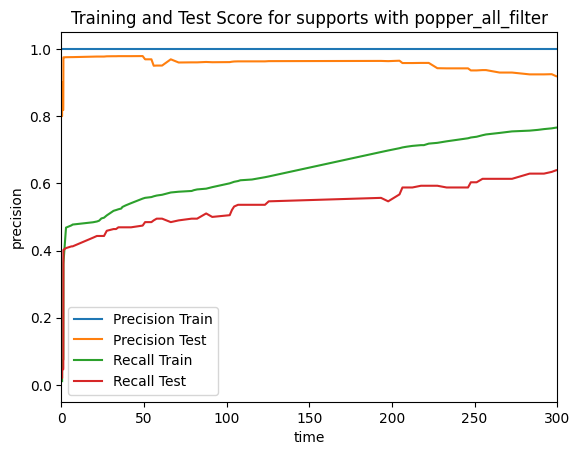 Training and Test Score for supports with popper_all_filter
precision
1.0
0.8
0.6
0.4
0.2
0.0
Precision Train
Precision Test
Recall Train
Recall Test
0 50 100 150 200 250 300
time